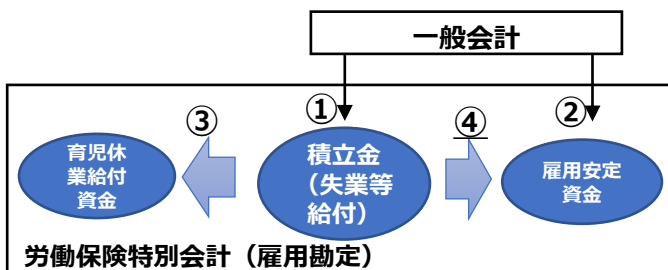 一般会計
①
②
③
④
育児休
業給付
資金
積立金
（失業等
給付）
雇用安定
資金
労働保険特別会計（雇用勘定）